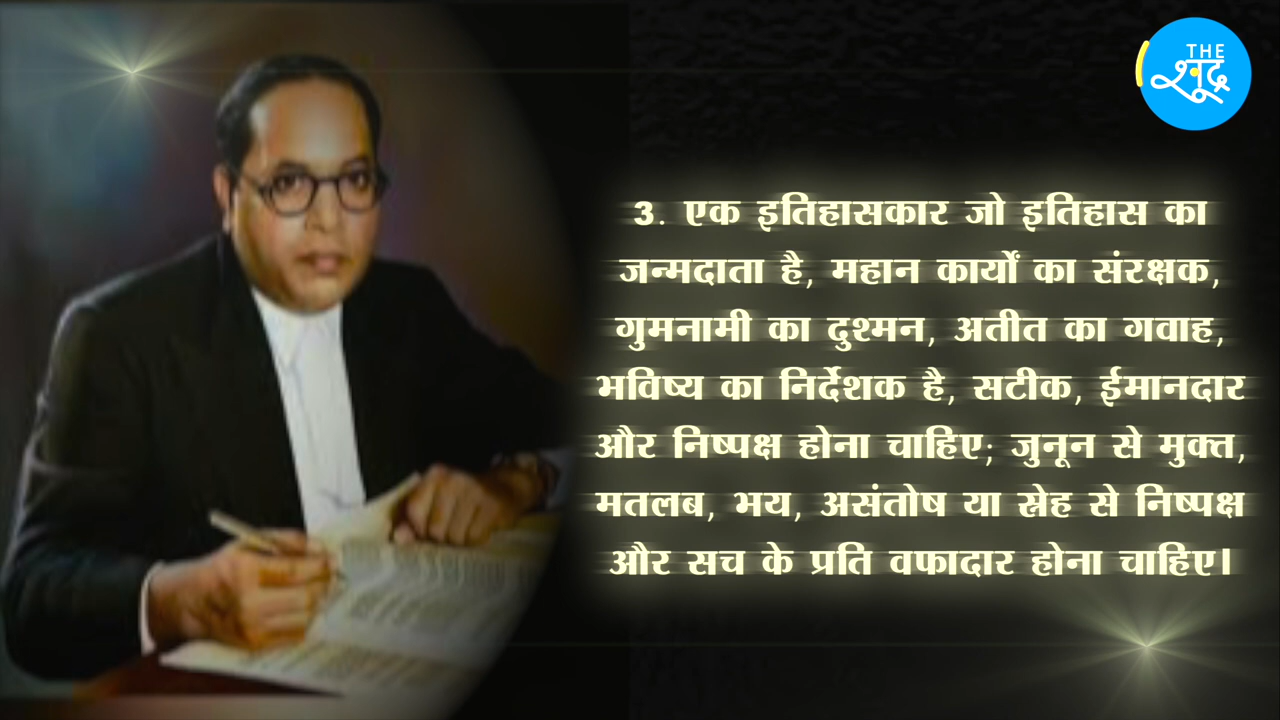 THE
शूद्र
3. एक इतिहासकार जो इतिहास का
जन्मदाता है, महान कार्यों का संरक्षक,
गुमनामी का दुश्मन, अतीत का गवाह,
भविष्य का निर्देशक है, सटीक, ईमानदार
और निष्पक्ष होना चाहिए; जुनून से मुक्त,
मतलब, भय, असंतोष या स्नेह से निष्पक्ष
और सच के प्रति वफादार होना चाहिए।